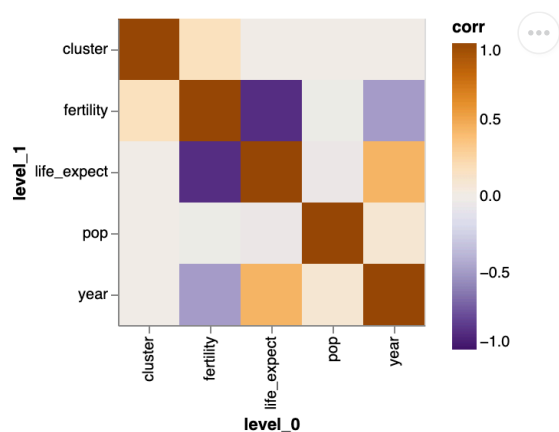 corr
cluster
fertility
life_expect
pop
year
level_1
1.0
0.5
0.0
−0.5
−1.0
cluster
fertility
life_expect
pop
year
level_0